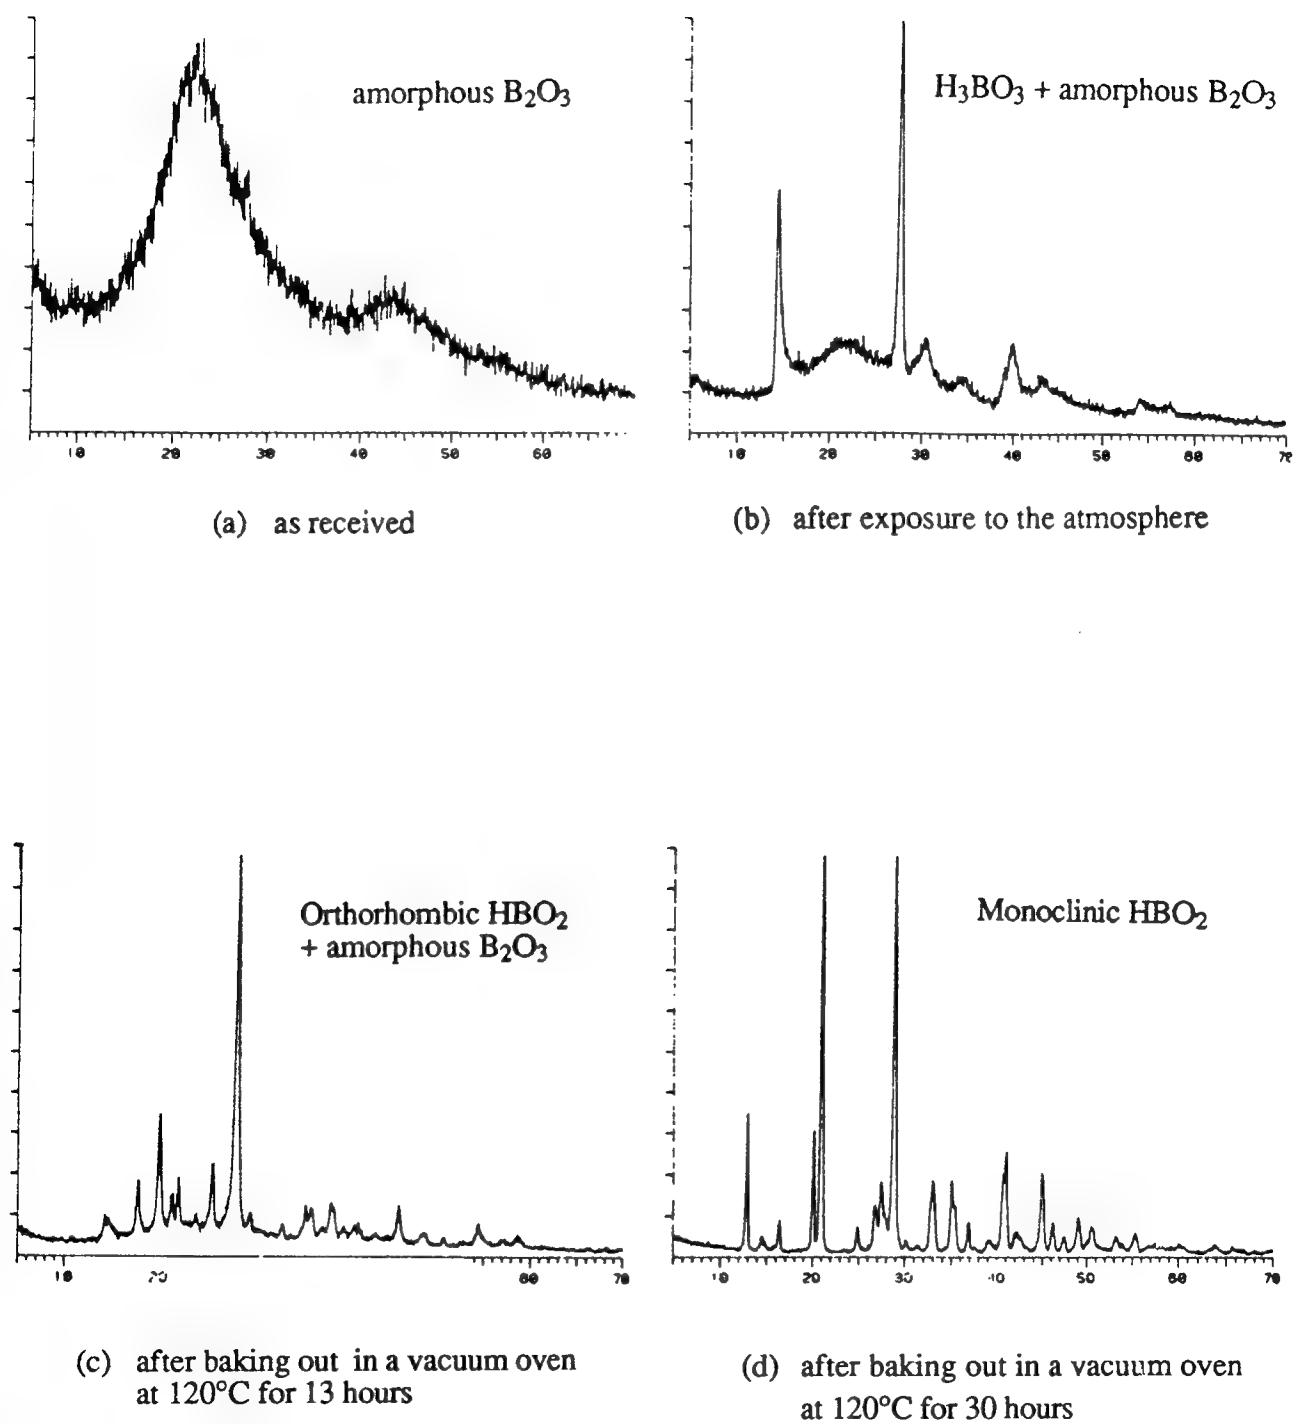 amorphous B₂O₃
10 20 30 40 50 60
(a) as received
H₃BO₃ + amorphous B₂O₃
10 20 30 40 50 60 70
(b) after exposure to the atmosphere
Orthorhombic HBO₂
+ amorphous B₂O₃
10 20 60 70
(c) after baking out in a vacuum oven
at 120°C for 13 hours
Monoclinic HBO₂
10 20 30 40 50 60 70
(d) after baking out in a vacuum oven
at 120°C for 30 hours